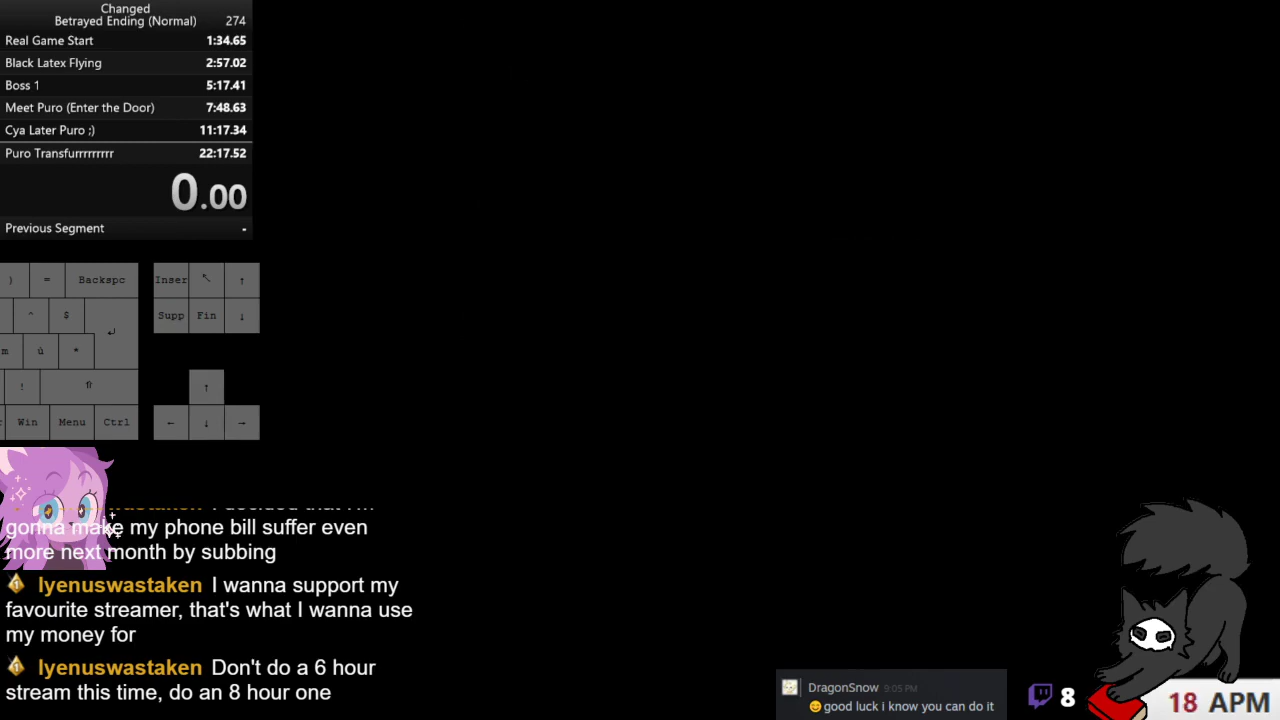 Changed
Betrayed Ending (Normal) 274
Real Game Start 1:34.65
Black Latex Flying 2:57.02
Boss 1 5:17.41
Meet Puro (Enter the Door) 7:48.63
Cya Later Puro ;) 11:17.34
Puro Transfurrrrrrrrr 22:17.52
0.00
Previous Segment -
) = Backspc Inser ↖ ↑
^ $ ↵ Supp Fin ↓
m ù *
! ⇧ ↑
Win Menu Ctrl ← ↓ →
I decided that I'm
gonna make my phone bill suffer even
more next month by subbing
lyenuswastaken I wanna support my
favourite streamer, that's what I wanna use
my money for
lyenuswastaken Don't do a 6 hour
stream this time, do an 8 hour one
DragonSnow 9:05 PM
😊good luck i know you can do it
8
18 APM